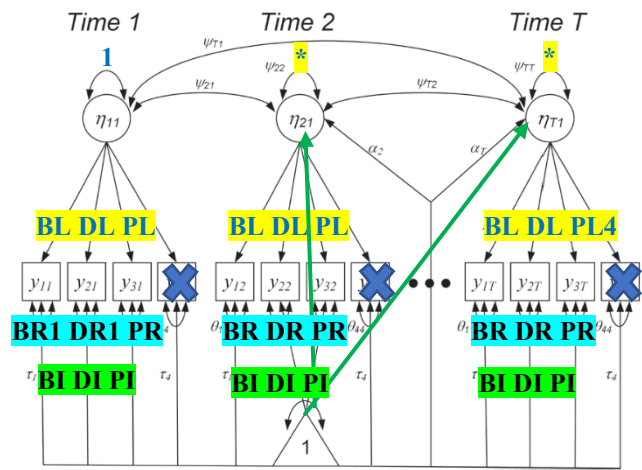 Time 1 Time 2 Time T
ψT1
1 ψ22 * ψTT *
ψ21 ψT2
η11 η21 ηT1
α2 αT
BL DL PL BL DL PL BL DL PL4
y11 y21 y31 y12 y22 y32 y1T y2T y3T
BR1 DR1 PR 4 θ1 BR DR PR θ44 θ1 BR DR PR θ44
τ1 BI DI PI τ4 τ1 BI DI PI τ4 τ1 BI DI PI
1